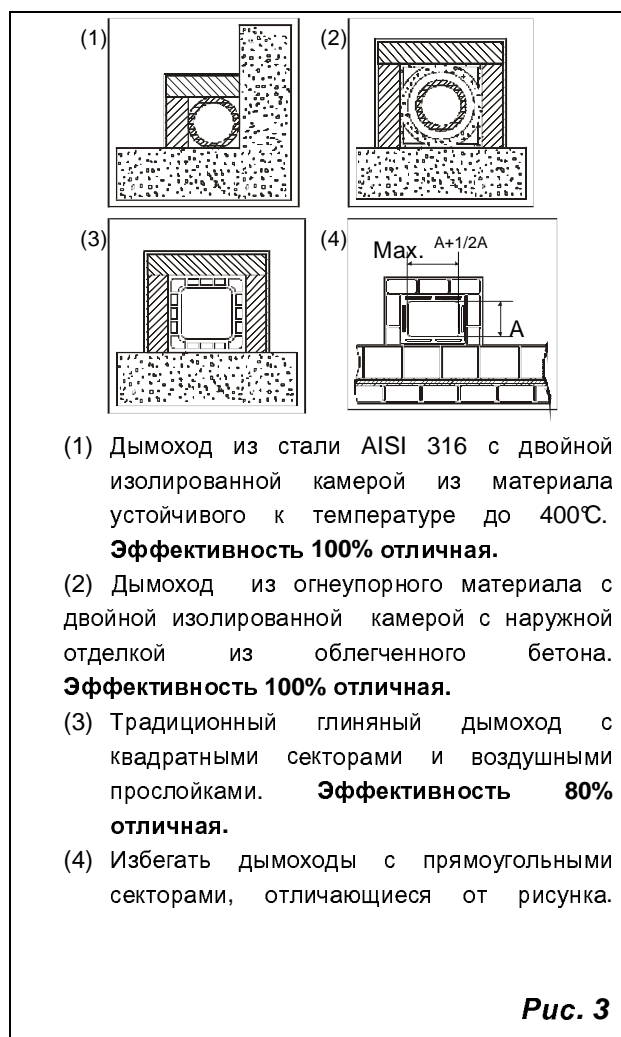 (1) (2)
(3) (4) Max. A+1/2A
A
(1) Дымоход из стали AISI 316 с двойной
изолированной камерой из материала
устойчивого к температуре до 400℃.
Эффективность 100% отличная.
(2) Дымоход из огнеупорного материала с
двойной изолированной камерой с наружной
отделкой из облегченного бетона.
Эффективность 100% отличная.
(3) Традиционный глиняный дымоход с
квадратными секторами и воздушными
прослойками. Эффективность 80%
отличная.
(4) Избегать дымоходы с прямоугольными
секторами, отличающиеся от рисунка.
Рис. 3